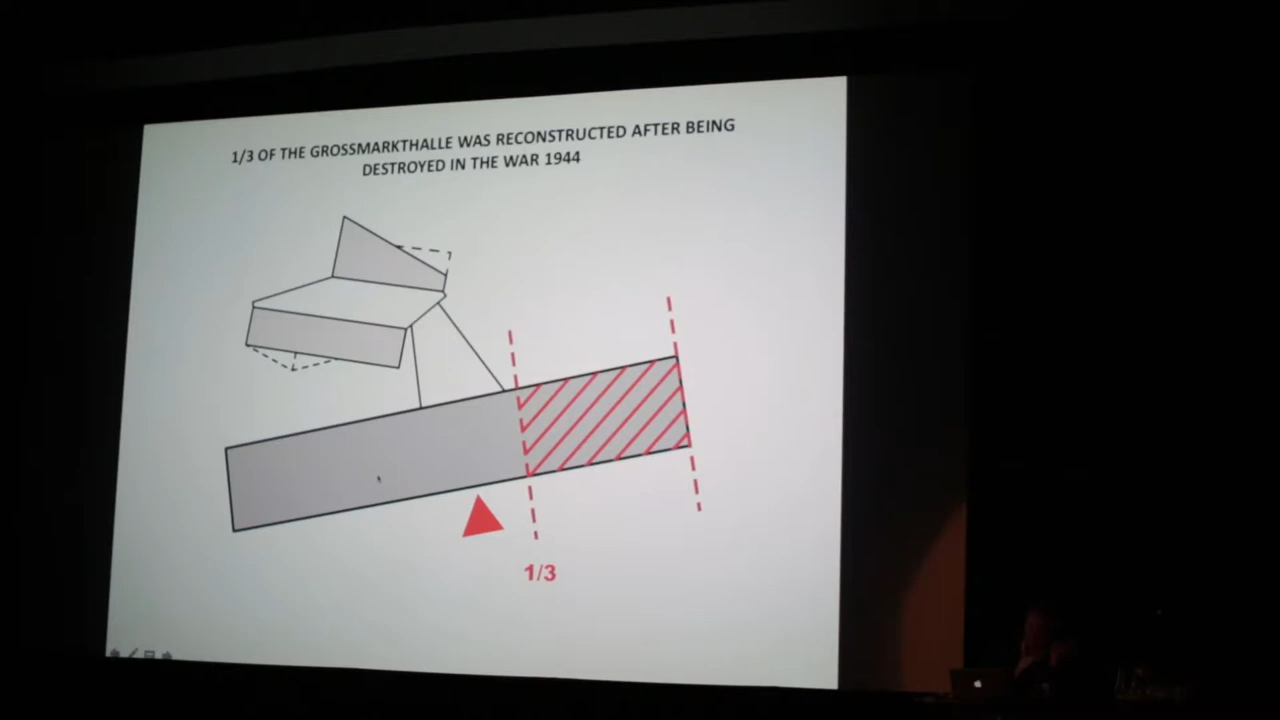 1/3 OF THE GROSSMARKTHALLE WAS RECONSTRUCTED AFTER BEING
DESTROYED IN THE WAR 1944
1/3